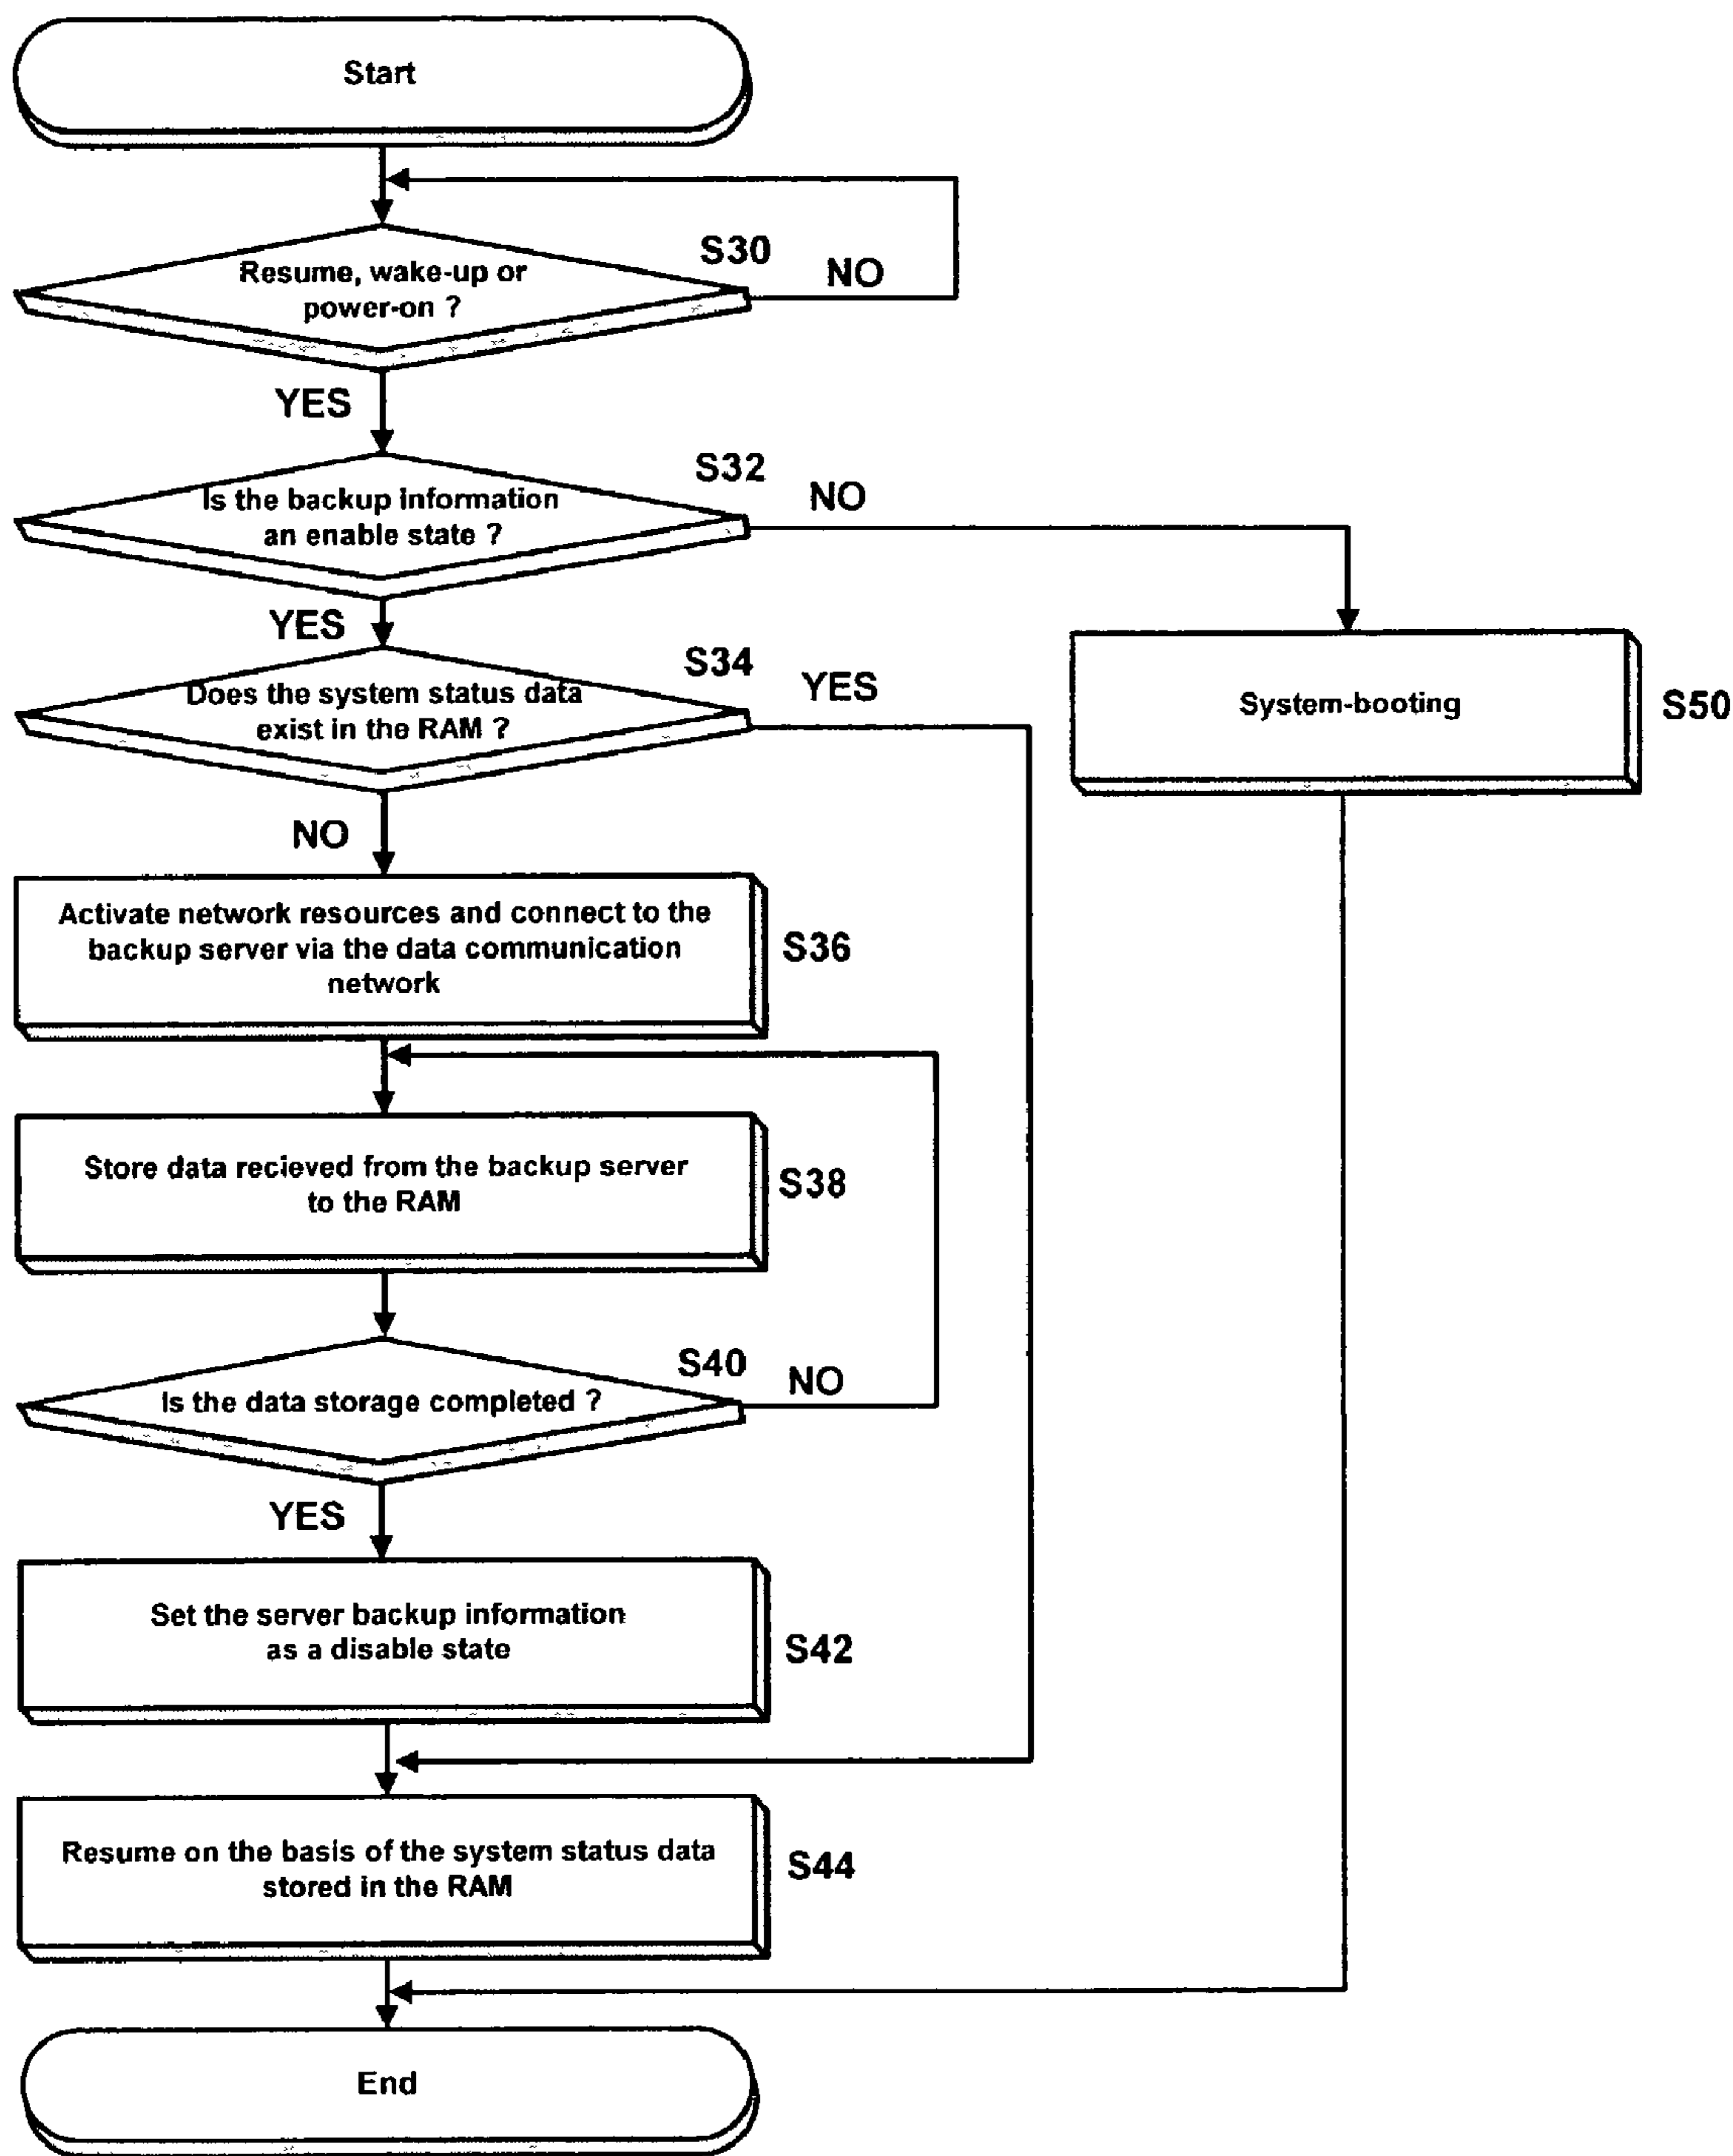 Start
Resume, wake-up or
power-on ?
S30
NO
YES
Is the backup information
an enable state ?
S32
NO
YES
Does the system status data
exist in the RAM ?
S34
YES
System-booting
S50
NO
Activate network resources and connect to the
backup server via the data communication
network
S36
Store data recieved from the backup server
to the RAM
S38
Is the data storage completed ?
S40
NO
YES
Set the server backup information
as a disable state
S42
Resume on the basis of the system status data
stored in the RAM
S44
End